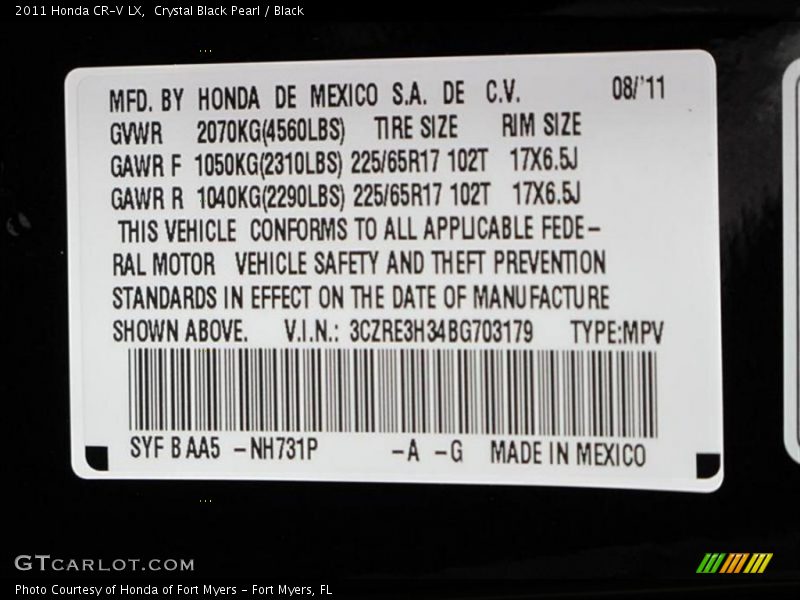 2011 Honda CR-V LX,  Crystal Black Pearl / Black
MFD. BY HONDA DE MEXICO S.A. DE C.V. 08/'11
GVWR 2070KG(4560LBS) TIRE SIZE RIM SIZE
GAWR F 1050KG(2310LBS) 225/65R17 102T 17X6.5J
GAWR R 1040KG(2290LBS) 225/65R17 102T 17X6.5J
THIS VEHICLE CONFORMS TO ALL APPLICABLE FEDE-
RAL MOTOR VEHICLE SAFETY AND THEFT PREVENTION
STANDARDS IN EFFECT ON THE DATE OF MANUFACTURE
SHOWN ABOVE. V.I.N.: 3CZRE3H34BG703179 TYPE:MPV
SYF B AA5 -NH731P -A -G MADE IN MEXICO
GTCARLOT.COM
Photo Courtesy of Honda of Fort Myers - Fort Myers, FL